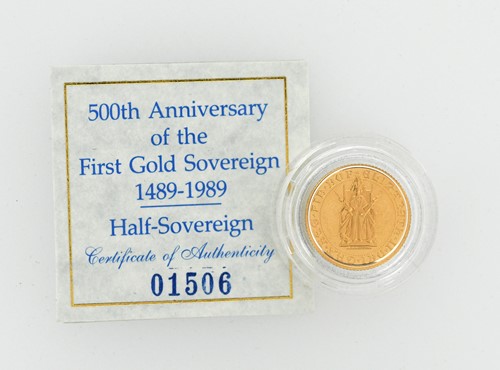 500th Anniversary
of the
First Gold Sovereign
1489-1989
Half-Sovereign
Certificate of Authenticity
01506